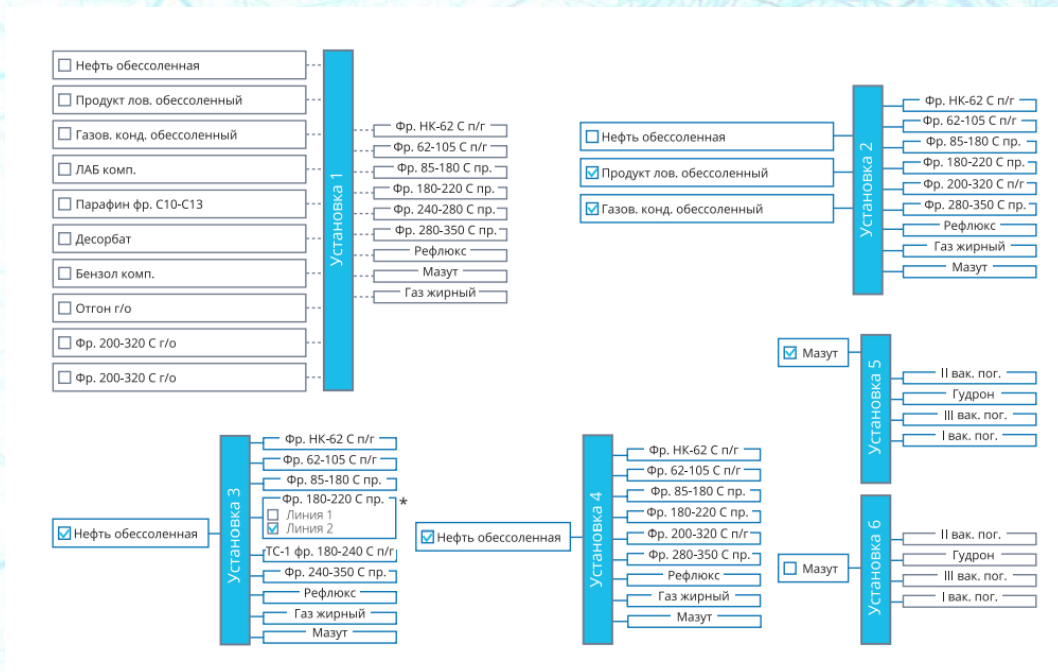 Нефть обессоленная
Продукт лов. обессоленный
Газов. конд. обессоленный
ЛАБ комп.
Парафин фр. С10-С13
Десорбат
Бензол комп.
Отгон г/о
Фр. 200-320 С г/о
Фр. 200-320 С г/о
Установка 1
Фр. НК-62 С п/г
Фр. 62-105 С п/г
Фр. 85-180 С пр.
Фр. 180-220 С пр.
Фр. 240-280 С пр.
Фр. 280-350 С пр.
Рефлюкс
Мазут
Газ жирный
Нефть обессоленная
Продукт лов. обессоленный
Газов. конд. обессоленный
Установка 2
Фр. НК-62 С п/г
Фр. 62-105 С п/г
Фр. 85-180 С пр.
Фр. 180-220 С пр.
Фр. 200-320 С п/г
Фр. 280-350 С пр.
Рефлюкс
Газ жирный
Мазут
Нефть обессоленная
Установка 3
Фр. НК-62 С п/г
Фр. 62-105 С п/г
Фр. 85-180 С пр.
Фр. 180-220 С пр. *
Линия 1
Линия 2
ТС-1 фр. 180-240 С п/г
Фр. 240-350 С пр.
Рефлюкс
Газ жирный
Мазут
Нефть обессоленная
Установка 4
Фр. НК-62 С п/г
Фр. 62-105 С п/г
Фр. 85-180 С пр.
Фр. 180-220 С пр.
Фр. 200-320 С п/г
Фр. 280-350 С пр.
Рефлюкс
Газ жирный
Мазут
Мазут
Установка 5
II вак. пог.
Гудрон
III вак. пог.
I вак. пог.
Мазут
Установка 6
II вак. пог.
Гудрон
III вак. пог.
I вак. пог.